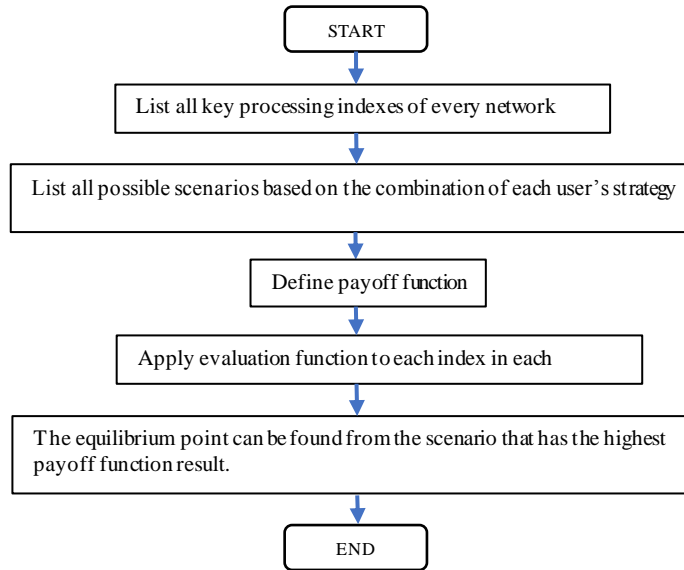 START
List all key processing indexes of every network
List all possible scenarios based on the combination of each user's strategy
Define payoff function
Apply evaluation function to each index in each
The equilibrium point can be found from the scenario that has the highest
payoff function result.
END